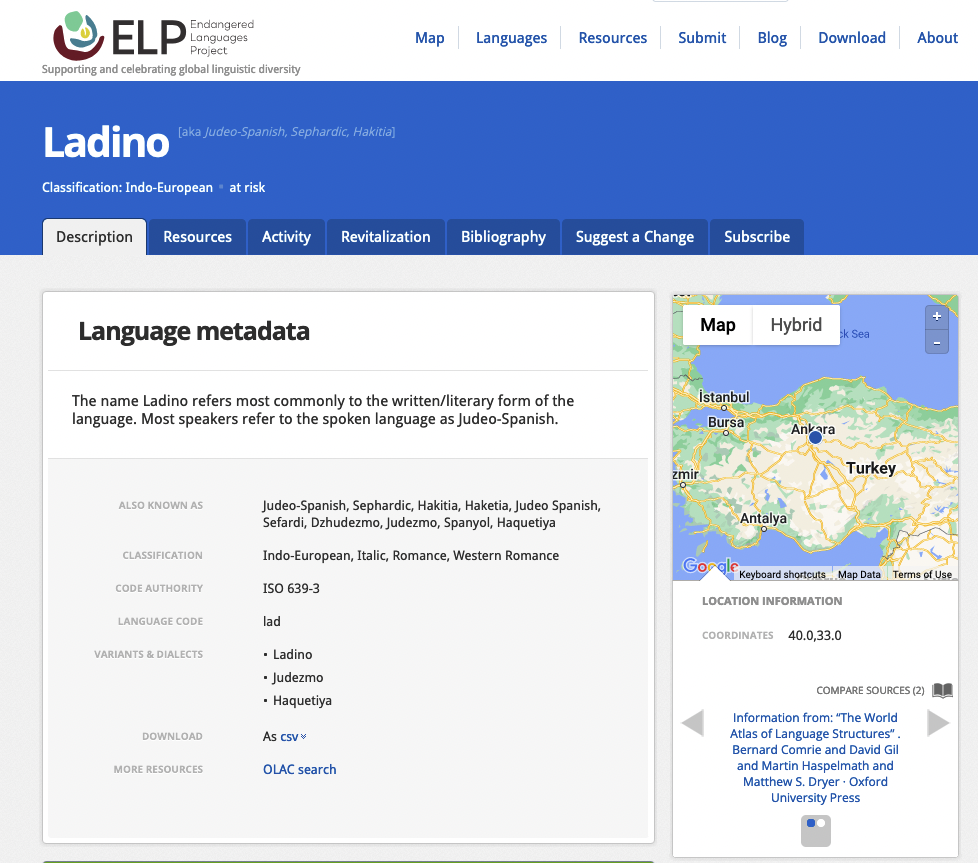 ELP Endangered
Languages
Project
Supporting and celebrating global linguistic diversity
Map
Languages
Resources
Submit
Blog
Download
About
Ladino [aka Judeo-Spanish, Sephardic, Hakitia]
Classification: Indo-European ▪ at risk
Description
Resources
Activity
Revitalization
Bibliography
Suggest a Change
Subscribe
Language metadata
The name Ladino refers most commonly to the written/literary form of the
language. Most speakers refer to the spoken language as Judeo-Spanish.
ALSO KNOWN AS Judeo-Spanish, Sephardic, Hakitia, Haketia, Judeo Spanish,
Sefardi, Dzhudezmo, Judezmo, Spanyol, Haquetiya
CLASSIFICATION Indo-European, Italic, Romance, Western Romance
CODE AUTHORITY ISO 639-3
LANGUAGE CODE lad
VARIANTS & DIALECTS • Ladino
• Judezmo
• Haquetiya
DOWNLOAD As csv
MORE RESOURCES OLAC search
Map
Hybrid
+
-
ck Sea
İstanbul
Bursa
Ankara
Turkey
zmir
Antalya
Google
Keyboard shortcuts
Map Data
Terms of Use
LOCATION INFORMATION
COORDINATES 40.0,33.0
COMPARE SOURCES (2)
Information from: “The World
Atlas of Language Structures” .
Bernard Comrie and David Gil
and Martin Haspelmath and
Matthew S. Dryer · Oxford
University Press